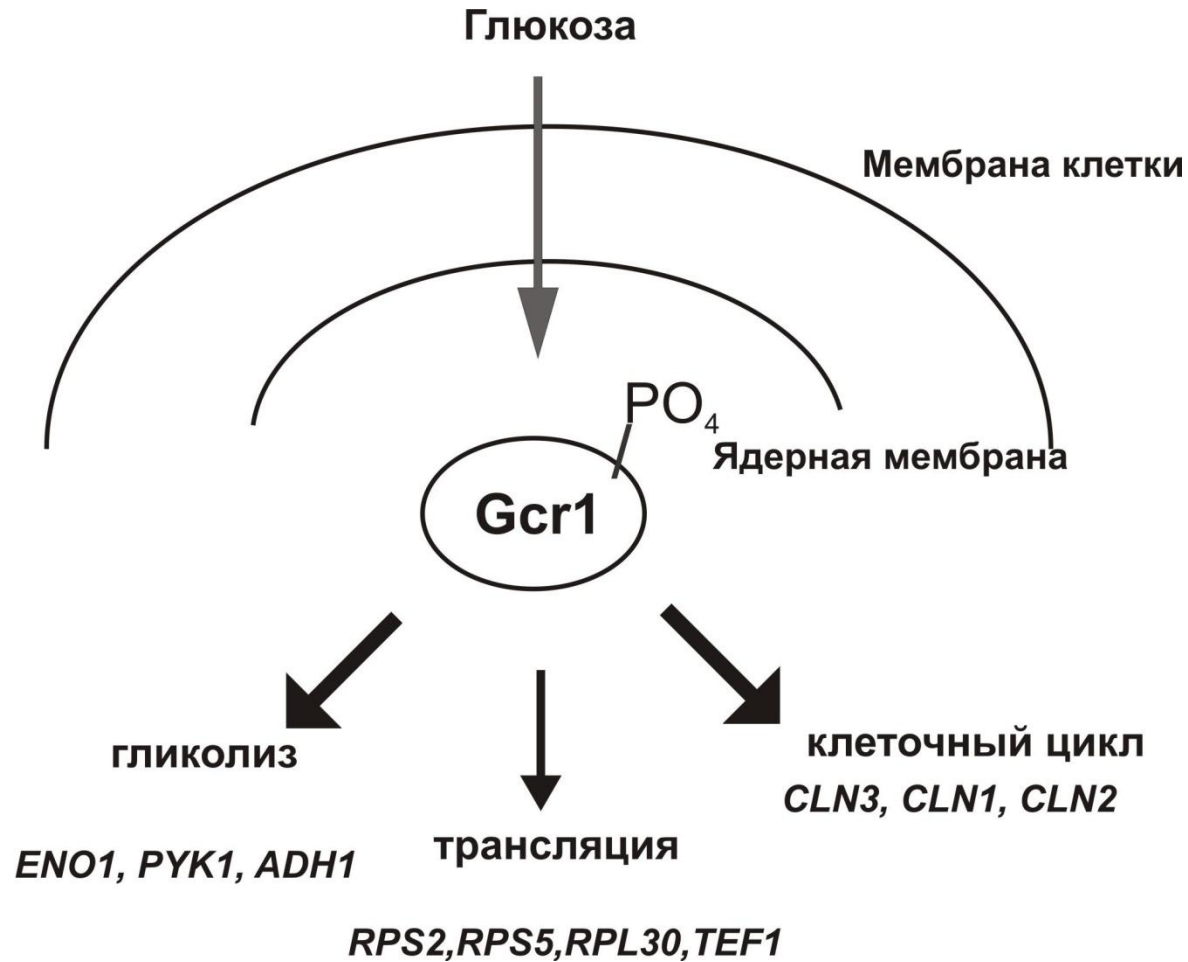 Глюкоза
Мембрана клетки
PO4
Ядерная мембрана
Gcr1
гликолиз
клеточный цикл
CLN3, CLN1, CLN2
трансляция
ENO1, PYK1, ADH1
RPS2,RPS5,RPL30,TEF1